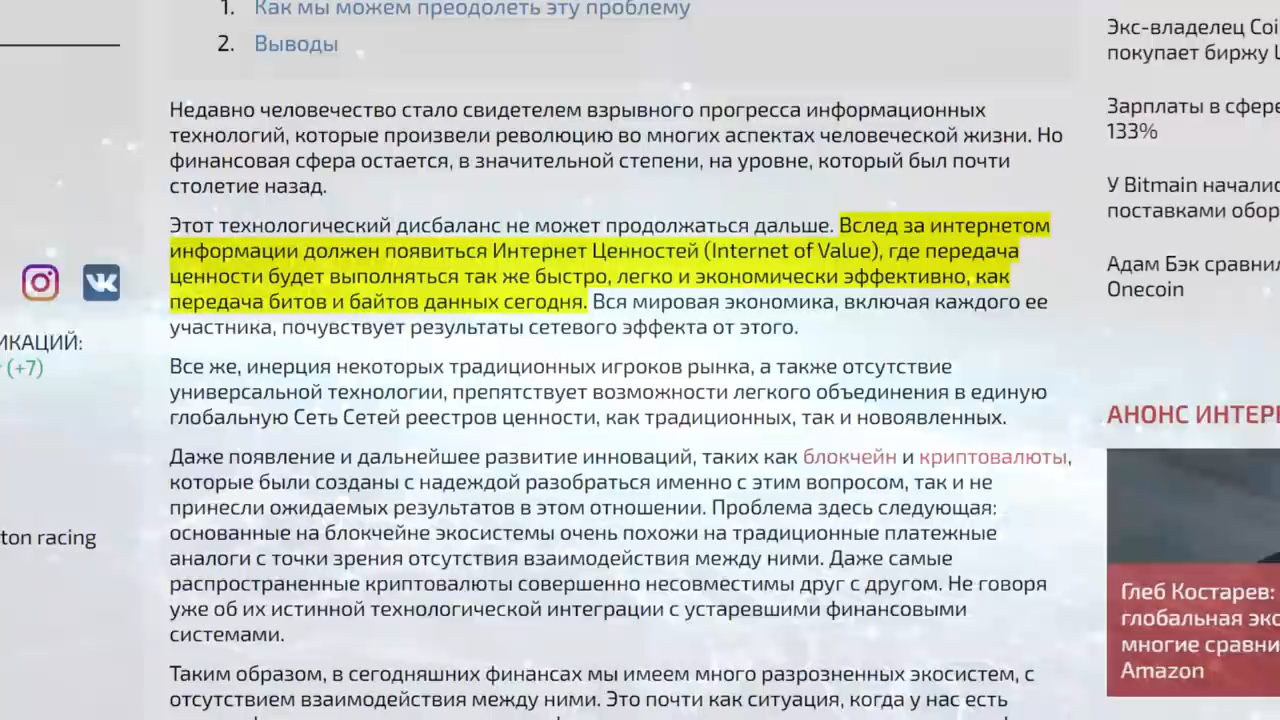 1. Как мы можем преодолеть эту проблему
2. Выводы
Недавно человечество стало свидетелем взрывного прогресса информационных
технологий, которые произвели революцию во многих аспектах человеческой жизни. Но
финансовая сфера остается, в значительной степени, на уровне, который был почти
столетие назад.
Этот технологический дисбаланс не может продолжаться дальше. Вслед за интернетом
информации должен появиться Интернет Ценностей (Internet of Value), где передача
ценности будет выполняться так же быстро, легко и экономически эффективно, как
передача битов и байтов данных сегодня. Вся мировая экономика, включая каждого ее
участника, почувствует результаты сетевого эффекта от этого.
Все же, инерция некоторых традиционных игроков рынка, а также отсутствие
универсальной технологии, препятствует возможности легкого объединения в единую
глобальную Сеть Сетей реестров ценности, как традиционных, так и новоявленных.
Даже появление и дальнейшее развитие инноваций, таких как блокчейн и криптовалюты,
которые были созданы с надеждой разобраться именно с этим вопросом, так и не
принесли ожидаемых результатов в этом отношении. Проблема здесь следующая:
основанные на блокчейне экосистемы очень похожи на традиционные платежные
аналоги с точки зрения отсутствия взаимодействия между ними. Даже самые
распространенные криптовалюты совершенно несовместимы друг с другом. Не говоря
уже об их истинной технологической интеграции с устаревшими финансовыми
системами.
Таким образом, в сегодняшних финансах мы имеем много разрозненных экосистем, с
отсутствием взаимодействия между ними. Это почти как ситуация, когда у нас есть
ИКАЦИЙ:
(+7)
ton racing
Экс-владелец Coi
покупает биржу
Зарплаты в сфере
133%
У Bitmain начались
поставками обор
Адам Бэк сравнил
Onecoin
АНОНС ИНТЕР
Глеб Костарев:
глобальная эко
многие сравни
Amazon